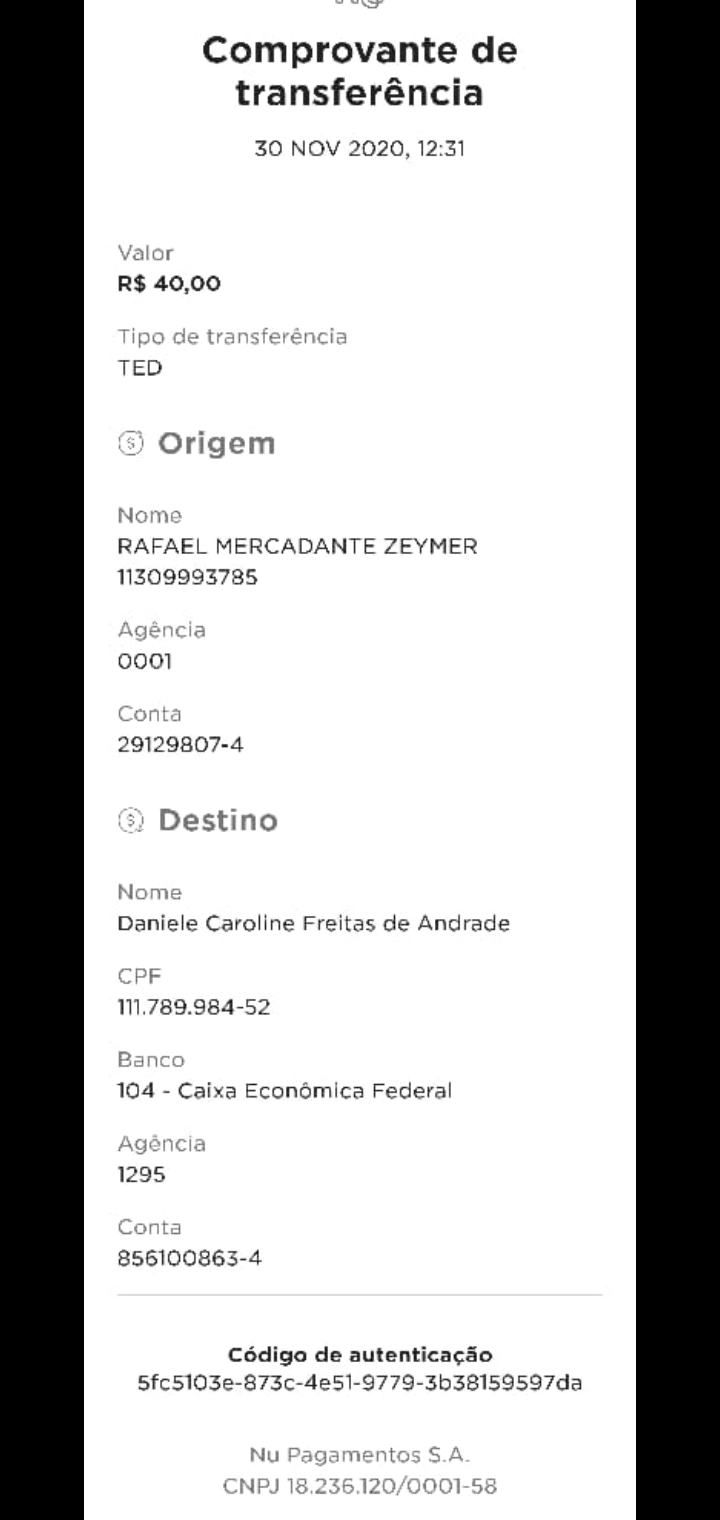 Comprovante de
transferência
30 NOV 2020, 12:31
Valor
R$ 40,00
Tipo de transferência
TED
Origem
Nome
RAFAEL MERCADANTE ZEYMER
11309993785
Agência
0001
Conta
29129807-4
Destino
Nome
Daniele Caroline Freitas de Andrade
CPF
111.789.984-52
Banco
104 - Caixa Econômica Federal
Agência
1295
Conta
856100863-4
Código de autenticação
5fc5103e-873c-4e51-9779-3b38159597da
Nu Pagamentos S.A.
CNPJ 18.236.120/0001-58